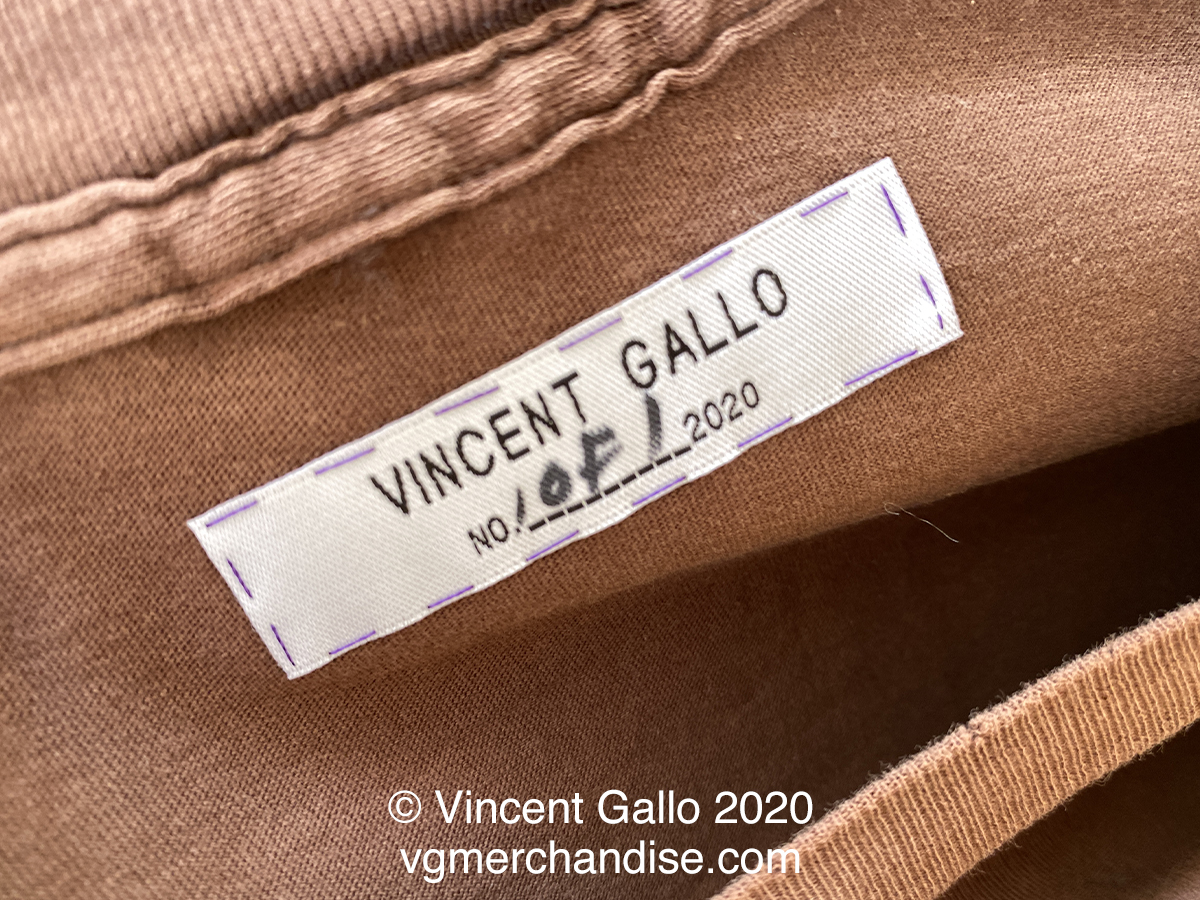 VINCENT GALLO
NO. 1 OF 1 2020
© Vincent Gallo 2020
vgmerchandise.com